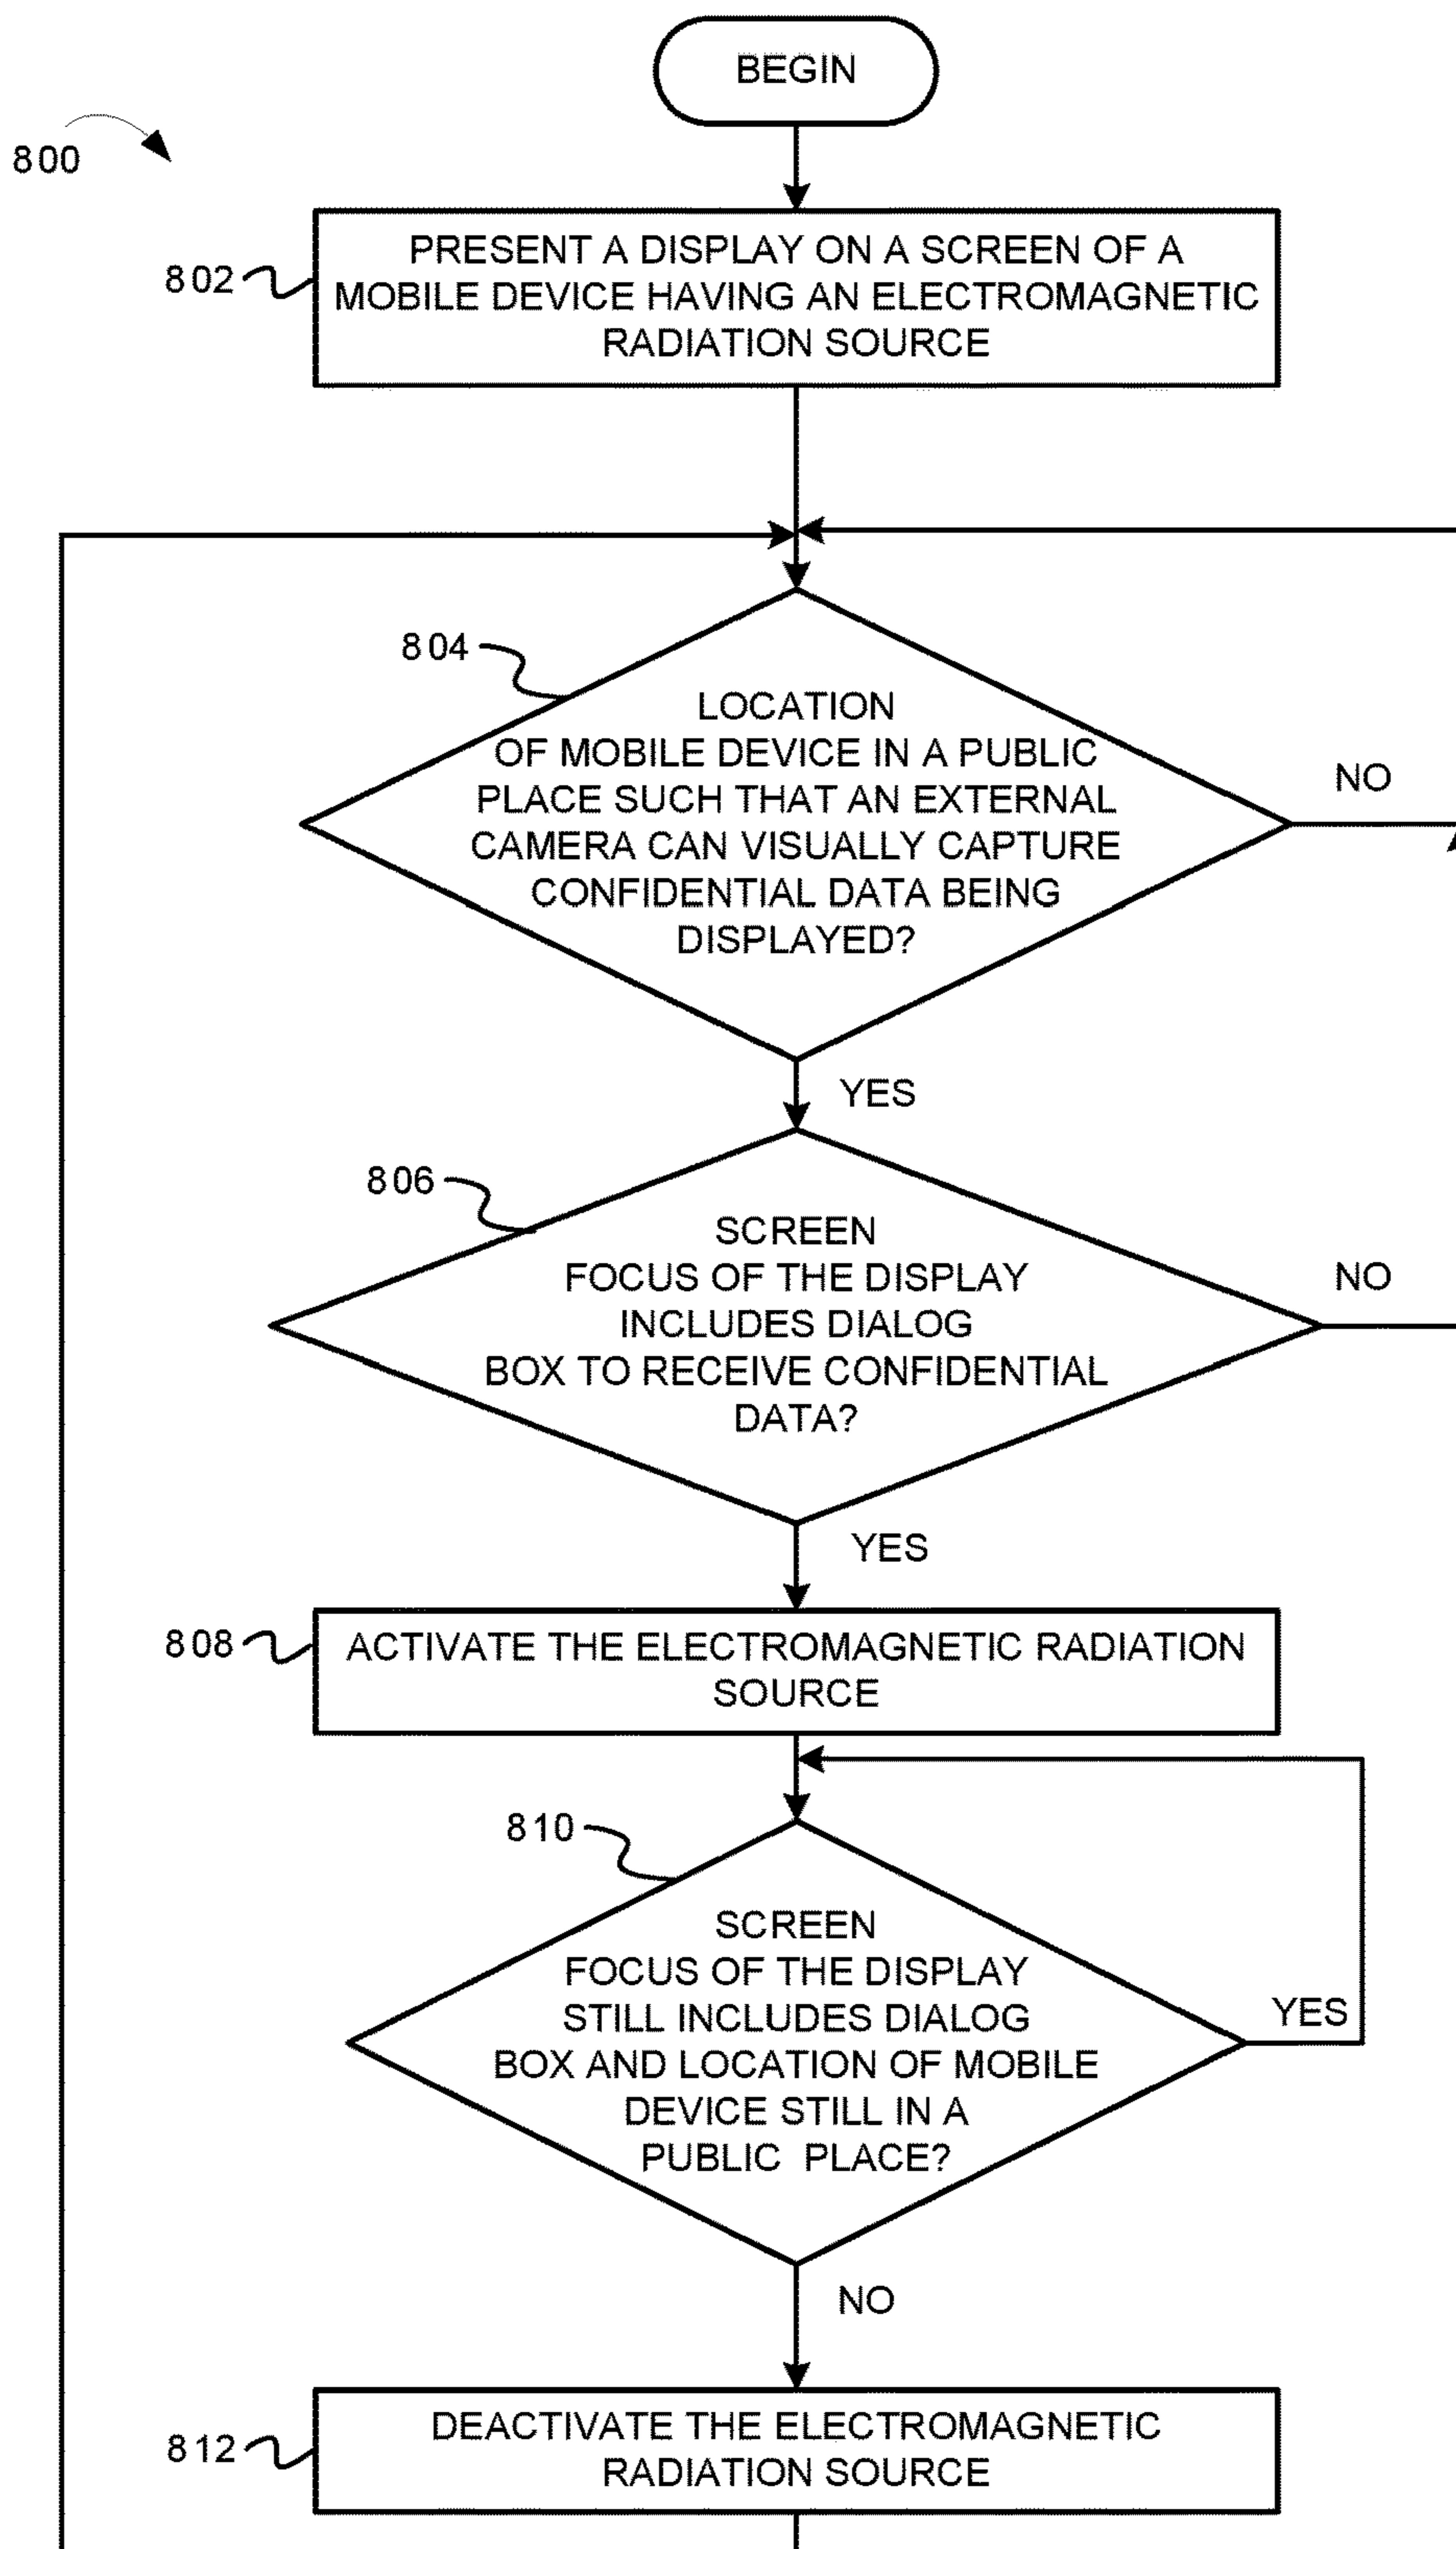 BEGIN
800
802
PRESENT A DISPLAY ON A SCREEN OF A
MOBILE DEVICE HAVING AN ELECTROMAGNETIC
RADIATION SOURCE
804
LOCATION
OF MOBILE DEVICE IN A PUBLIC
PLACE SUCH THAT AN EXTERNAL
CAMERA CAN VISUALLY CAPTURE
CONFIDENTIAL DATA BEING
DISPLAYED?
NO
YES
806
SCREEN
FOCUS OF THE DISPLAY
INCLUDES DIALOG
BOX TO RECEIVE CONFIDENTIAL
DATA?
NO
YES
808
ACTIVATE THE ELECTROMAGNETIC RADIATION
SOURCE
810
SCREEN
FOCUS OF THE DISPLAY
STILL INCLUDES DIALOG
BOX AND LOCATION OF MOBILE
DEVICE STILL IN A
PUBLIC PLACE?
YES
NO
812
DEACTIVATE THE ELECTROMAGNETIC
RADIATION SOURCE